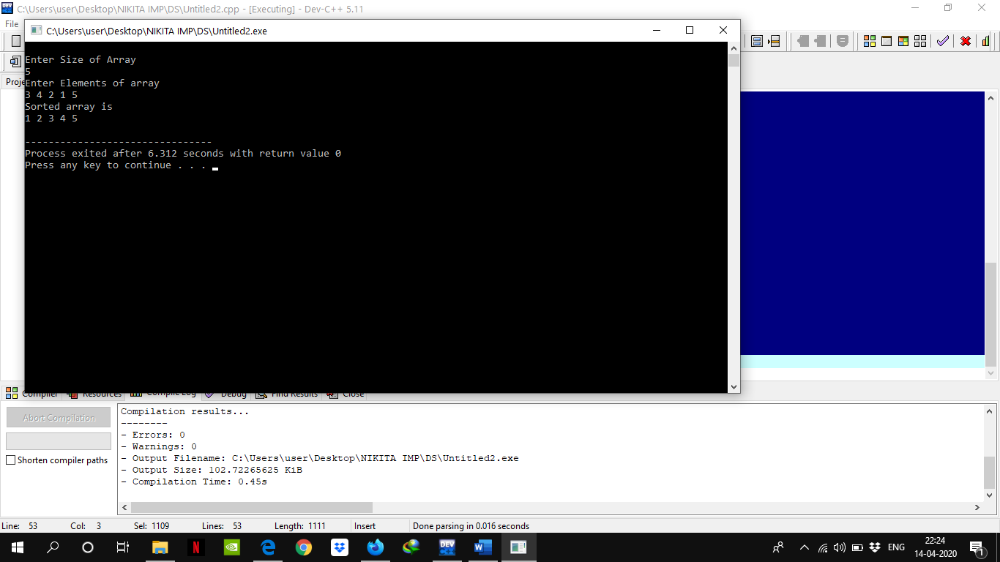 C:\Users\user\Desktop\NIKITA IMP\DS\Untitled2.cpp - [Executing] - Dev-C++ 5.11
File
C:\Users\user\Desktop\NIKITA IMP\DS\Untitled2.exe
Proje
Enter Size of Array
5
Enter Elements of array
3 4 2 1 5
Sorted array is
1 2 3 4 5
--------------------------------
Process exited after 6.312 seconds with return value 0
Press any key to continue . . .
Compiler Resources Compile Log Debug Find Results Close
Abort Compilation
Shorten compiler paths
Compilation results...
--------
- Errors: 0
- Warnings: 0
- Output Filename: C:\Users\user\Desktop\NIKITA IMP\DS\Untitled2.exe
- Output Size: 102.72265625 KiB
- Compilation Time: 0.45s
Line: 53 Col: 3 Sel: 1109 Lines: 53 Length: 1111 Insert Done parsing in 0.016 seconds
DEV
N
e
DEV
W
ENG
22:24
14-04-2020
1